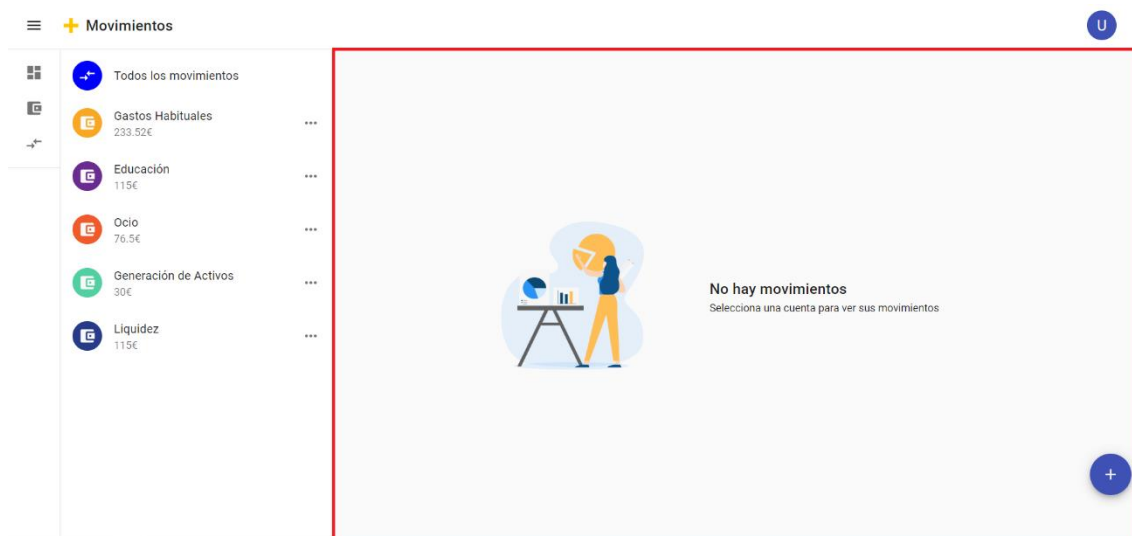 Movimientos
U
Todos los movimientos
Gastos Habituales
233.52€
Educación
115€
Ocio
76.5€
Generación de Activos
30€
Liquidez
115€
No hay movimientos
Selecciona una cuenta para ver sus movimientos